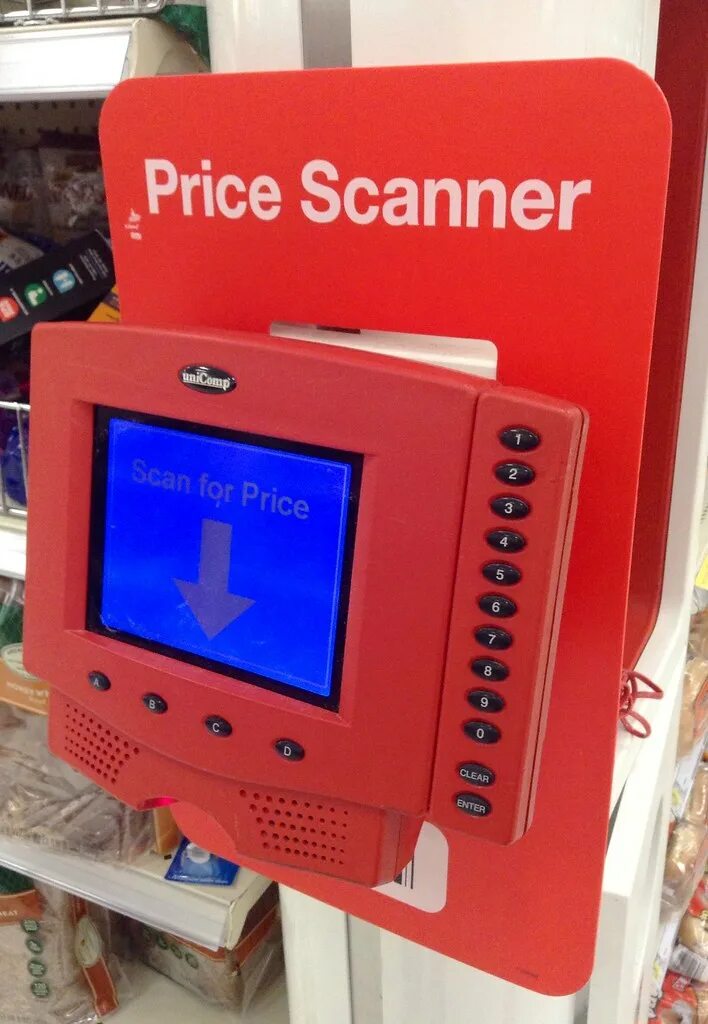 Price Scanner
uniComp
Scan for Price
1
2
3
4
5
6
7
8
9
0
CLEAR
ENTER
A
B
C
D